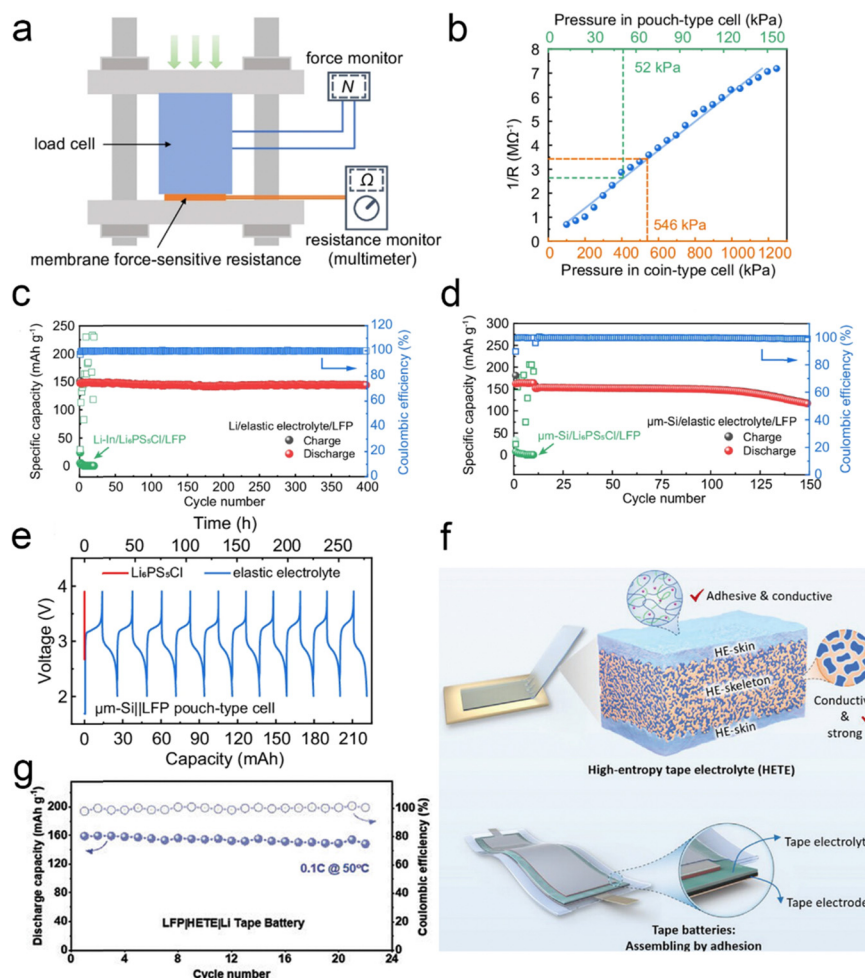 a
force monitor
N
load cell
Ω
resistance monitor
(multimeter)
membrane force-sensitive resistance
b
Pressure in pouch-type cell (kPa)
0 30 60 90 120 150
8
7
6
5
4
3
2
1
0
1/R (MΩ⁻¹)
52 kPa
546 kPa
0 200 400 600 800 1000 1200
Pressure in coin-type cell (kPa)
c
250
200
150
100
50
0
Specific capacity (mAh g⁻¹)
120
100
80
60
40
20
0
Coulombic efficiency (%)
Li/elastic electrolyte/LFP
Charge
Discharge
Li-In/Li₆PS₅Cl/LFP
0 50 100 150 200 250 300 350 400
Cycle number
d
300
250
200
150
100
50
0
Specific capacity (mAh g⁻¹)
100
80
60
40
20
0
Coulombic efficiency (%)
μm-Si/elastic electrolyte/LFP
Charge
Discharge
μm-Si/Li₆PS₅Cl/LFP
0 25 50 75 100 125 150
Cycle number
e
Time (h)
0 50 100 150 200 250
Li₆PS₅Cl
elastic electrolyte
4
3
2
Voltage (V)
μm-Si||LFP pouch-type cell
0 30 60 90 120 150 180 210
Capacity (mAh)
f
Adhesive & conductive
HE-skin
HE-skeleton
HE-skin
Conductive
&
strong
High-entropy tape electrolyte (HETE)
Tape electrolyt
Tape electrode
Tape batteries:
Assembling by adhesion
g
200
160
120
80
40
0
Discharge capacity (mAh g⁻¹)
100
80
60
40
20
0
Coulombic efficiency (%)
0.1C @ 50°C
LFP|HETE|Li Tape Battery
0 4 8 12 16 20 24
Cycle number